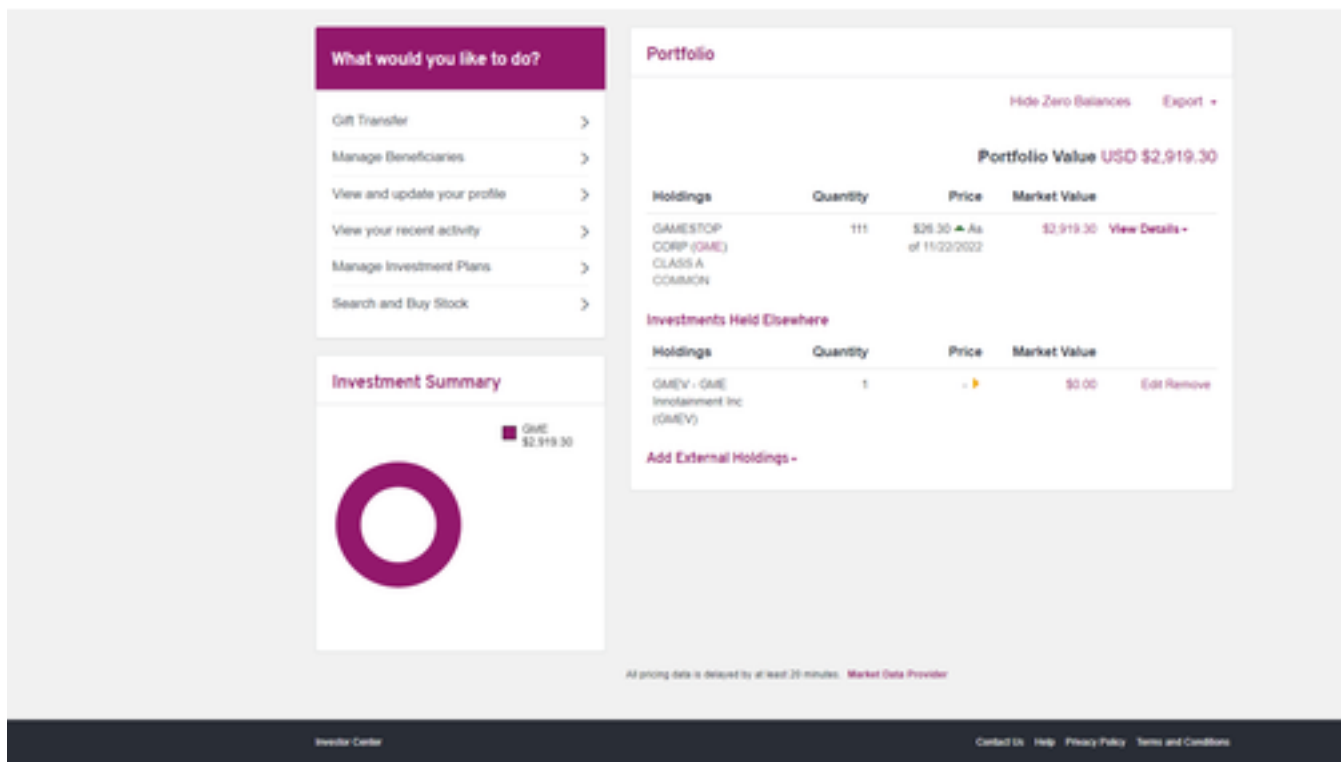 What would you like to do?
Gift Transfer
Manage Beneficiaries
View and update your profile
View your recent activity
Manage Investment Plans
Search and Buy Stock
Investment Summary
GME
$2,919.30
Portfolio
Hide Zero Balances Export
Portfolio Value USD $2,919.30
Holdings Quantity Price Market Value
GAMESTOP 111 $26.30 As $2,919.30 View Details
CORP (GME) of 11/22/2022
CLASS A
COMMON
Investments Held Elsewhere
Holdings Quantity Price Market Value
GMEV - GME 1 - $0.00 Edit Remove
Innotainment Inc
(GMEV)
Add External Holdings
All pricing data is delayed by at least 20 minutes. Market Data Provider
Investor Center
Contact Us Help Privacy Policy Terms and Conditions